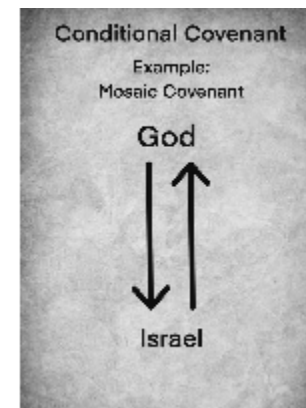 Conditional Covenant
Example:
Mosaic Covenant
God
Israel